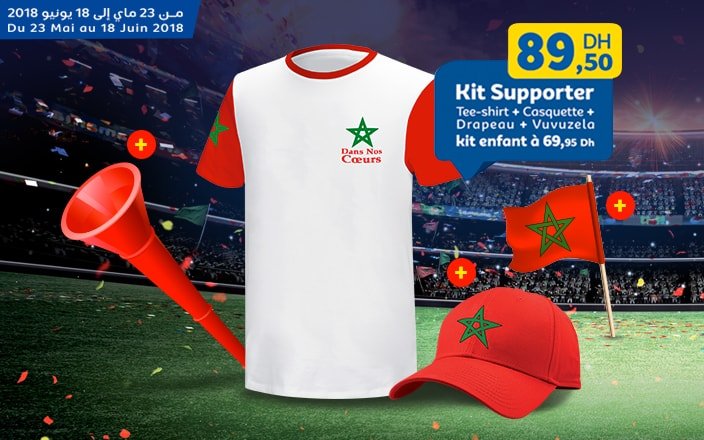 مـن 23 ماي إلى 18 يونيو 2018
Du 23 Mai au 18 Juin 2018
89,50 DH
Kit Supporter
Tee-shirt + Casquette +
Drapeau + Vuvuzela
kit enfant à 69,95 Dh
Dans Nos
Cœurs
+
+
+